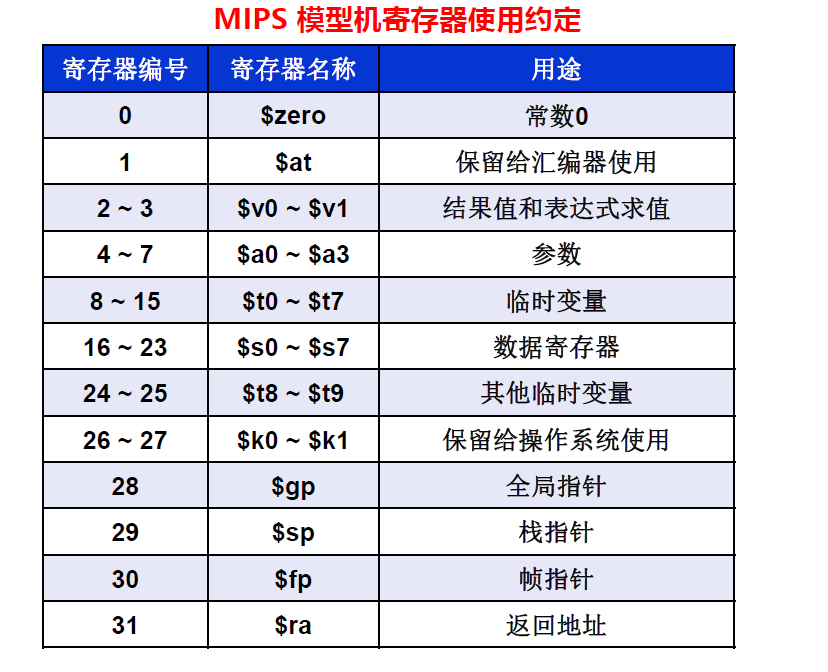 MIPS 模型机寄存器使用约定
寄存器编号 寄存器名称 用途
0 $zero 常数0
1 $at 保留给汇编器使用
2 ~ 3 $v0 ~ $v1 结果值和表达式求值
4 ~ 7 $a0 ~ $a3 参数
8 ~ 15 $t0 ~ $t7 临时变量
16 ~ 23 $s0 ~ $s7 数据寄存器
24 ~ 25 $t8 ~ $t9 其他临时变量
26 ~ 27 $k0 ~ $k1 保留给操作系统使用
28 $gp 全局指针
29 $sp 栈指针
30 $fp 帧指针
31 $ra 返回地址